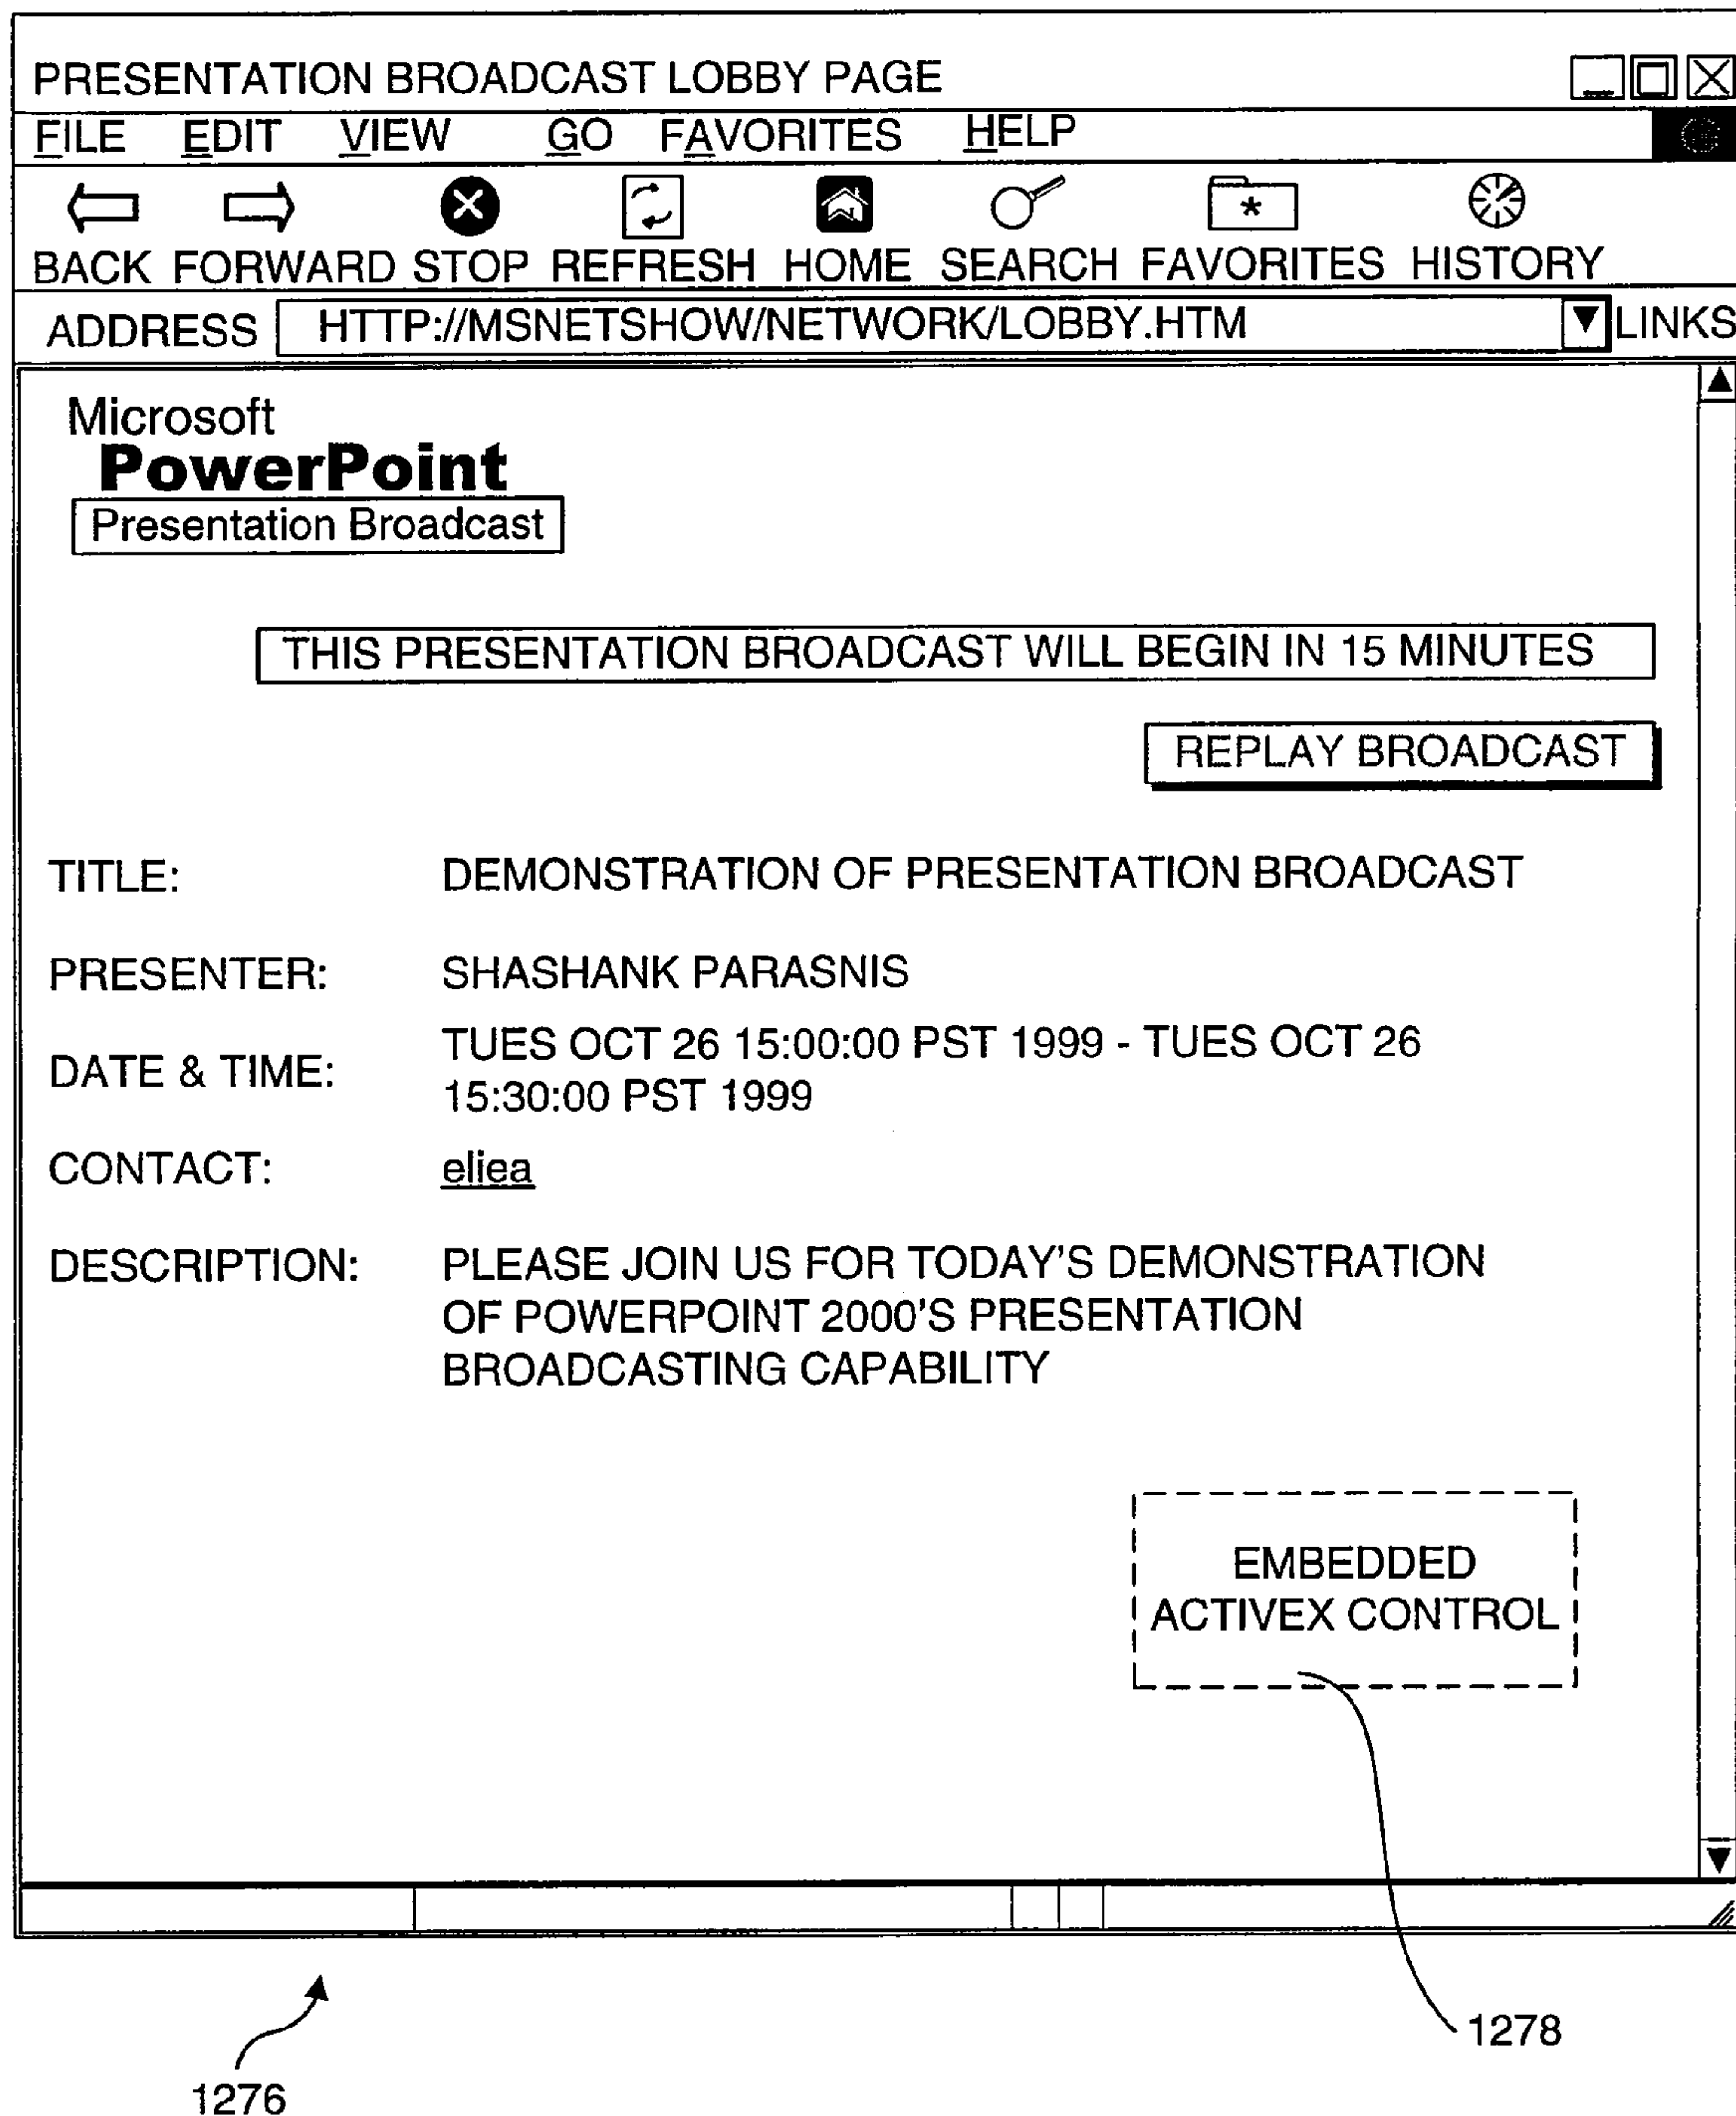 PRESENTATION BROADCAST LOBBY PAGE
FILE EDIT VIEW GO FAVORITES HELP
BACK FORWARD STOP REFRESH HOME SEARCH FAVORITES HISTORY
ADDRESS HTTP://MSNETSHOW/NETWORK/LOBBY.HTM LINKS
Microsoft
PowerPoint
Presentation Broadcast
THIS PRESENTATION BROADCAST WILL BEGIN IN 15 MINUTES
REPLAY BROADCAST
TITLE: DEMONSTRATION OF PRESENTATION BROADCAST
PRESENTER: SHASHANK PARASNIS
DATE & TIME: TUES OCT 26 15:00:00 PST 1999 - TUES OCT 26
15:30:00 PST 1999
CONTACT: eliea
DESCRIPTION: PLEASE JOIN US FOR TODAY'S DEMONSTRATION
OF POWERPOINT 2000'S PRESENTATION
BROADCASTING CAPABILITY
EMBEDDED
ACTIVEX CONTROL
1278
1276